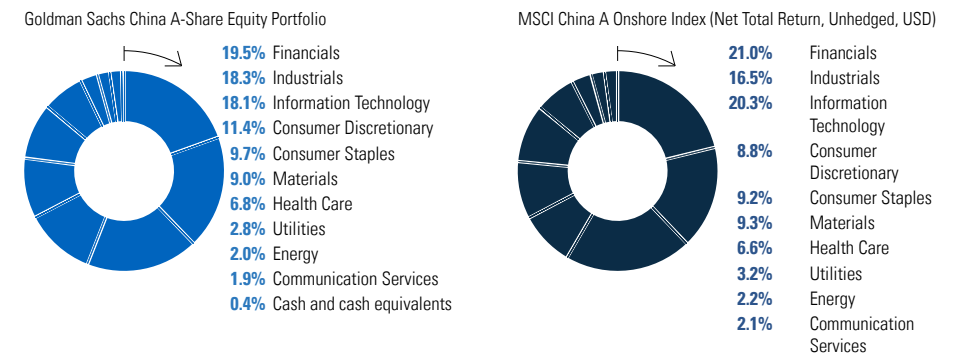 Goldman Sachs China A-Share Equity Portfolio
19.5% Financials
18.3% Industrials
18.1% Information Technology
11.4% Consumer Discretionary
9.7% Consumer Staples
9.0% Materials
6.8% Health Care
2.8% Utilities
2.0% Energy
1.9% Communication Services
0.4% Cash and cash equivalents
MSCI China A Onshore Index (Net Total Return, Unhedged, USD)
21.0% Financials
16.5% Industrials
20.3% Information
Technology
8.8% Consumer
Discretionary
9.2% Consumer Staples
9.3% Materials
6.6% Health Care
3.2% Utilities
2.2% Energy
2.1% Communication
Services